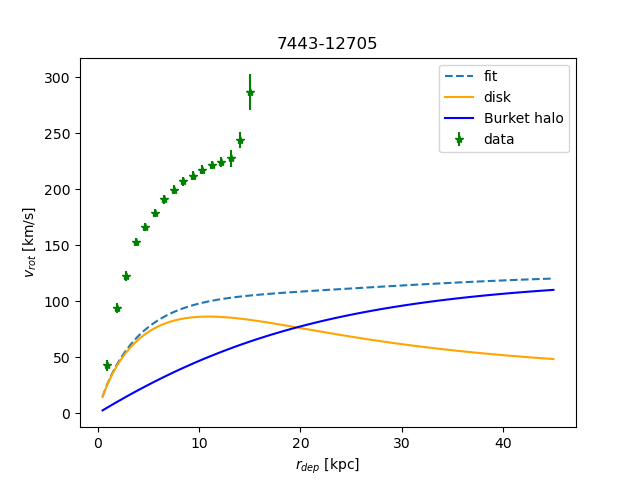 7443-12705
fit
disk
Burket halo
data
300
250
200
150
100
50
0
v_rot [km/s]
0 10 20 30 40
r_dep [kpc]